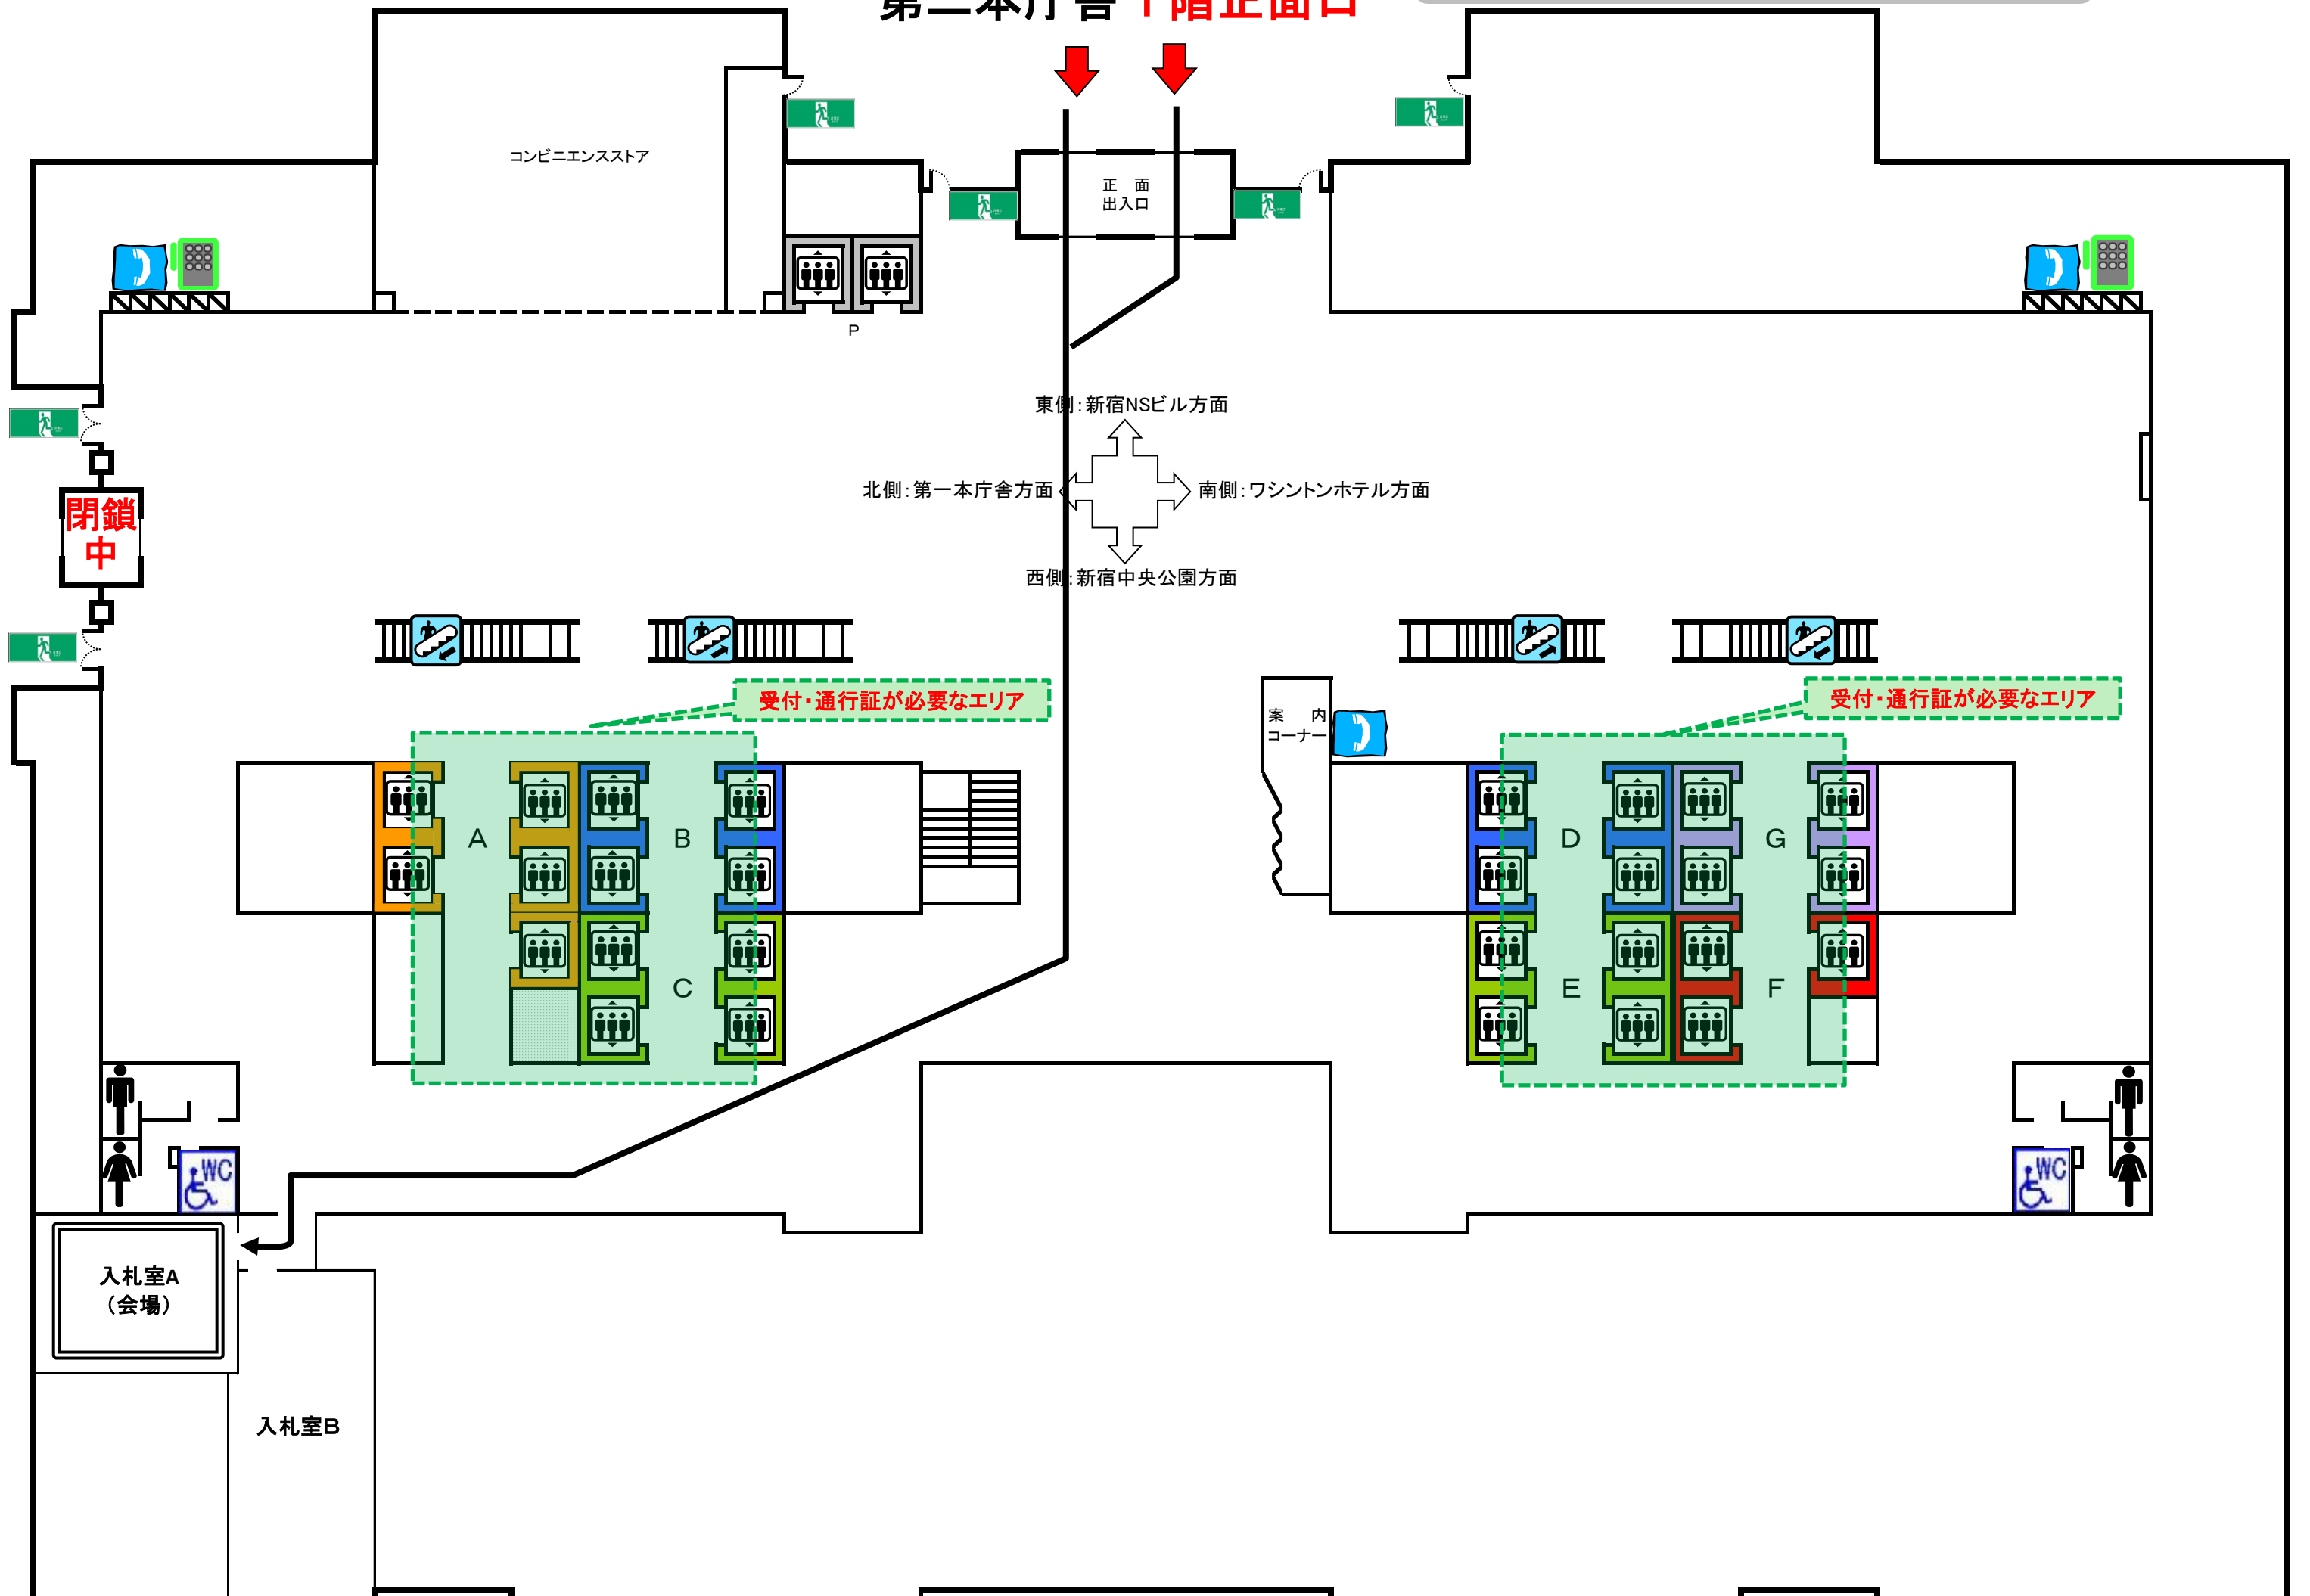 第二本庁舎 1階正面口
コンビニエンスストア
正 面
出入口
P
東側：新宿NSビル方面
北側：第一本庁舎方面
南側：ワシントンホテル方面
西側：新宿中央公園方面
閉鎖
中
受付・通行証が必要なエリア
受付・通行証が必要なエリア
案 内
コーナー
A
B
D
G
C
E
F
WC
WC
入札室A
（会場）
入札室B